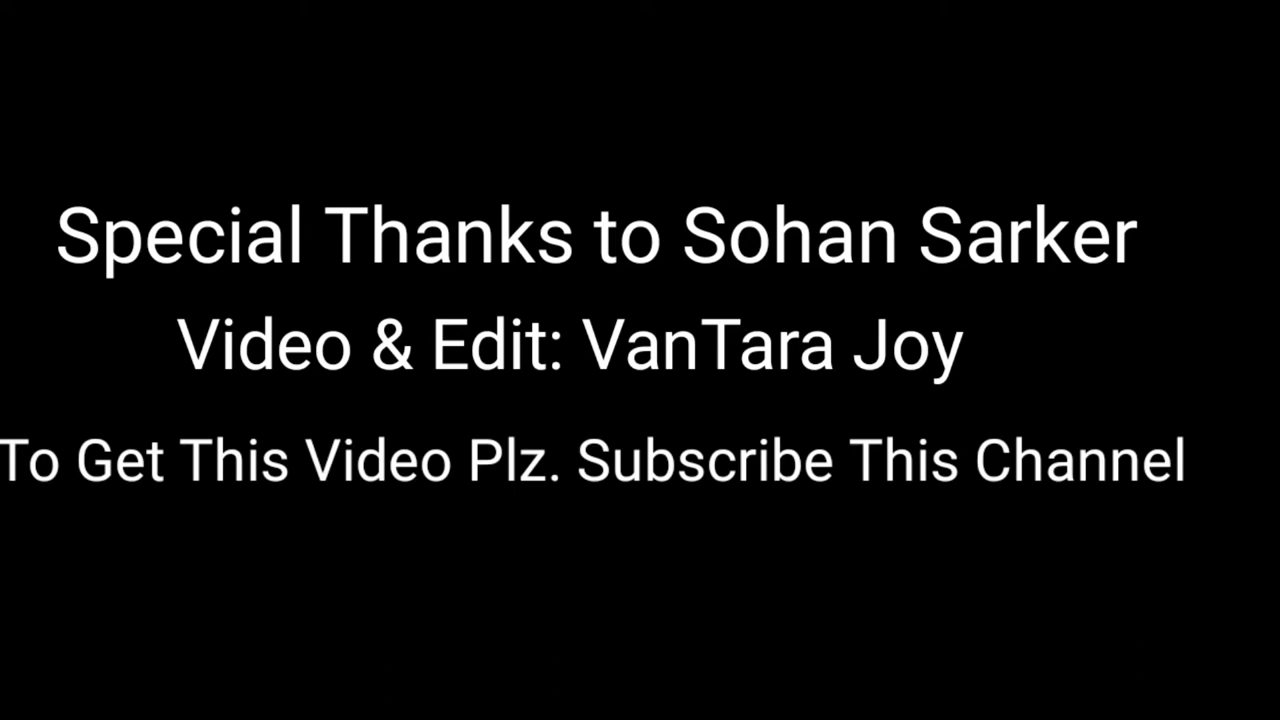 Special Thanks to Sohan Sarker
Video & Edit: VanTara Joy
To Get This Video Plz. Subscribe This Channel